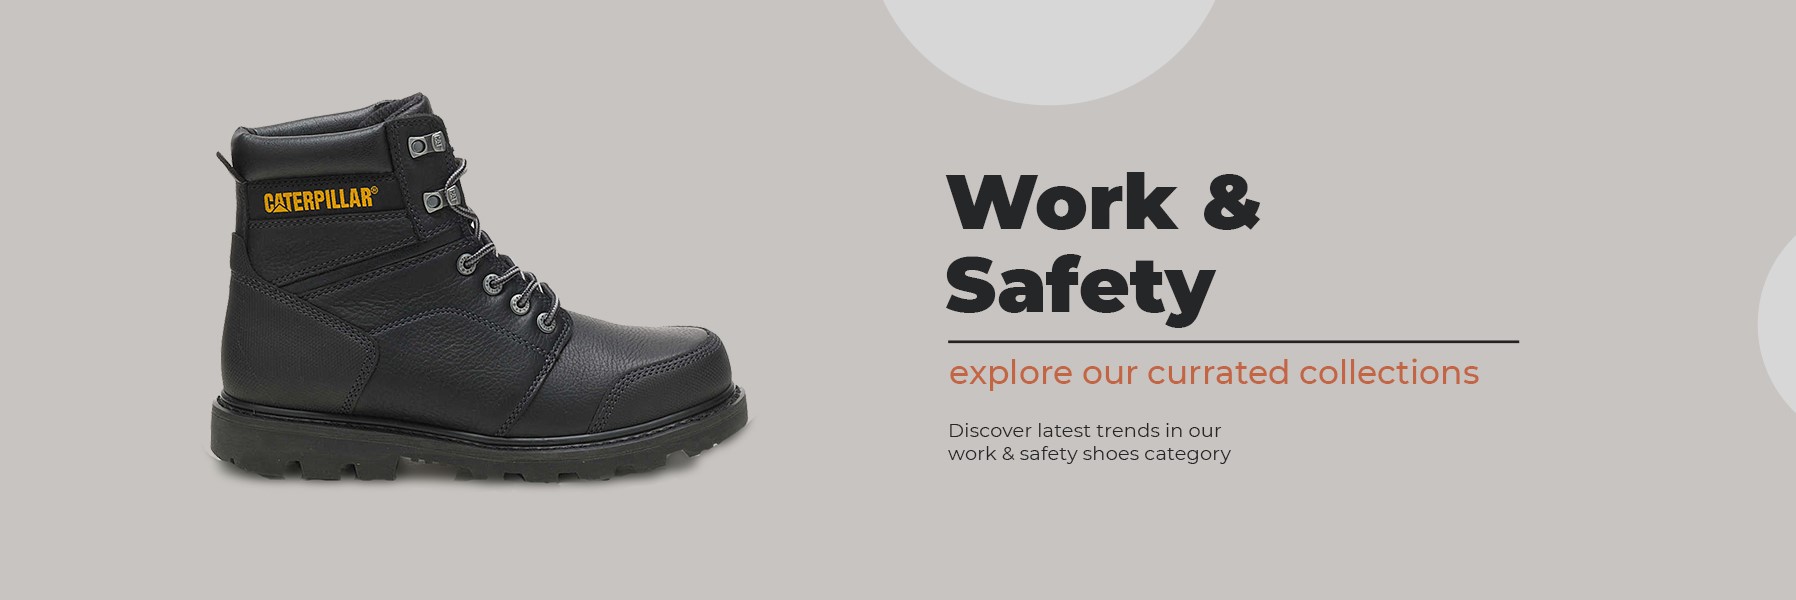 CATERPILLAR®
Work &
Safety
explore our currated collections
Discover latest trends in our
work & safety shoes category